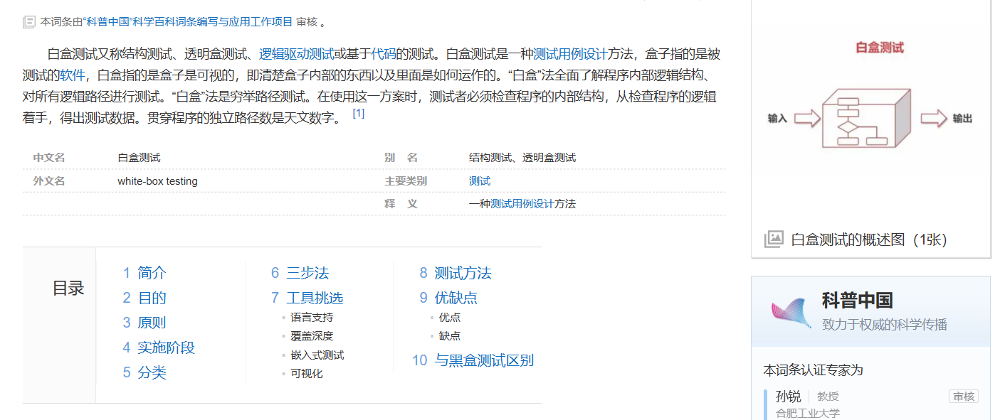 本词条由“科普中国”科学百科词条编写与应用工作项目 审核 。
白盒测试又称结构测试、透明盒测试、逻辑驱动测试或基于代码的测试。白盒测试是一种测试用例设计方法，盒子指的是被
测试的软件，白盒指的是盒子是可视的，即清楚盒子内部的东西以及里面是如何运作的。“白盒”法全面了解程序内部逻辑结构、
对所有逻辑路径进行测试。“白盒”法是穷举路径测试。在使用这一方案时，测试者必须检查程序的内部结构，从检查程序的逻辑
着手，得出测试数据。贯穿程序的独立路径数是天文数字。 [1]
中文名 白盒测试 别 名 结构测试、透明盒测试
外文名 white-box testing 主要类别 测试
释 义 一种测试用例设计方法
目录
1 简介
2 目的
3 原则
4 实施阶段
5 分类
6 三步法
7 工具挑选
语言支持
覆盖深度
嵌入式测试
可视化
8 测试方法
9 优缺点
优点
缺点
10 与黑盒测试区别
白盒测试
输入 输出
白盒测试的概述图（1张）
科普中国
致力于权威的科学传播
本词条认证专家为
孙锐 教授 审核
合肥工业大学